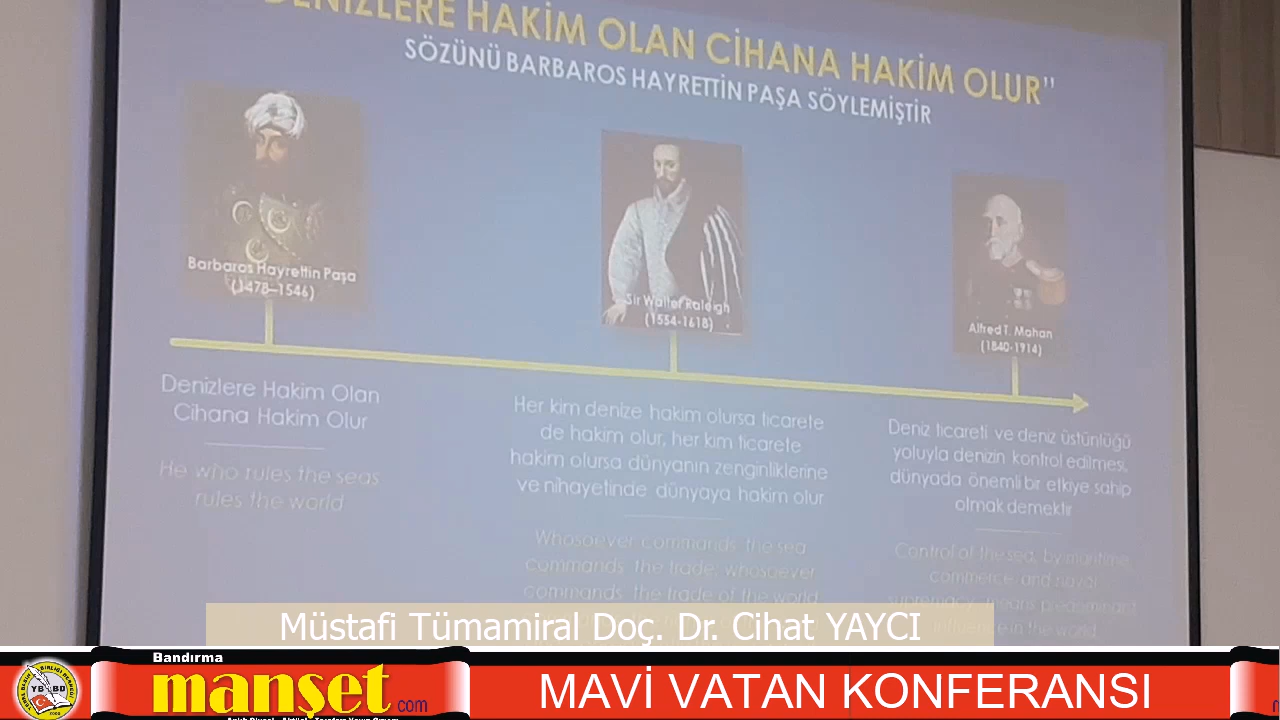 DENİZLERE HAKİM OLAN CİHANA HAKİM OLUR"
SÖZÜNÜ BARBAROS HAYRETTİN PAŞA SÖYLEMİŞTİR
Barbaros Hayrettin Paşa
(1478–1546)
Sir Walter Raleigh
(1554-1618)
Alfred T. Mahan
(1840-1914)
Denizlere Hakim Olan
Cihana Hakim Olur
He who rules the seas
rules the world
Her kim denize hakim olursa ticarete
de hakim olur, her kim ticarete
hakim olursa dünyanın zenginliklerine
ve nihayetinde dünyaya hakim olur
Whosoever commands the sea
commands the trade, whosoever
commands the trade of the world
Deniz ticareti ve deniz üstünlüğü
yoluyla denizin kontrol edilmesi,
dünyada önemli bir etkiye sahip
olmak demektir
Control of the sea, by maritime
commerce and naval
supremacy, means predominant
influence in the world
Müstafi Tümamiral Doç. Dr. Cihat YAYCI
Bandırma
manşet.com
MAVİ VATAN KONFERANSI
YB BD